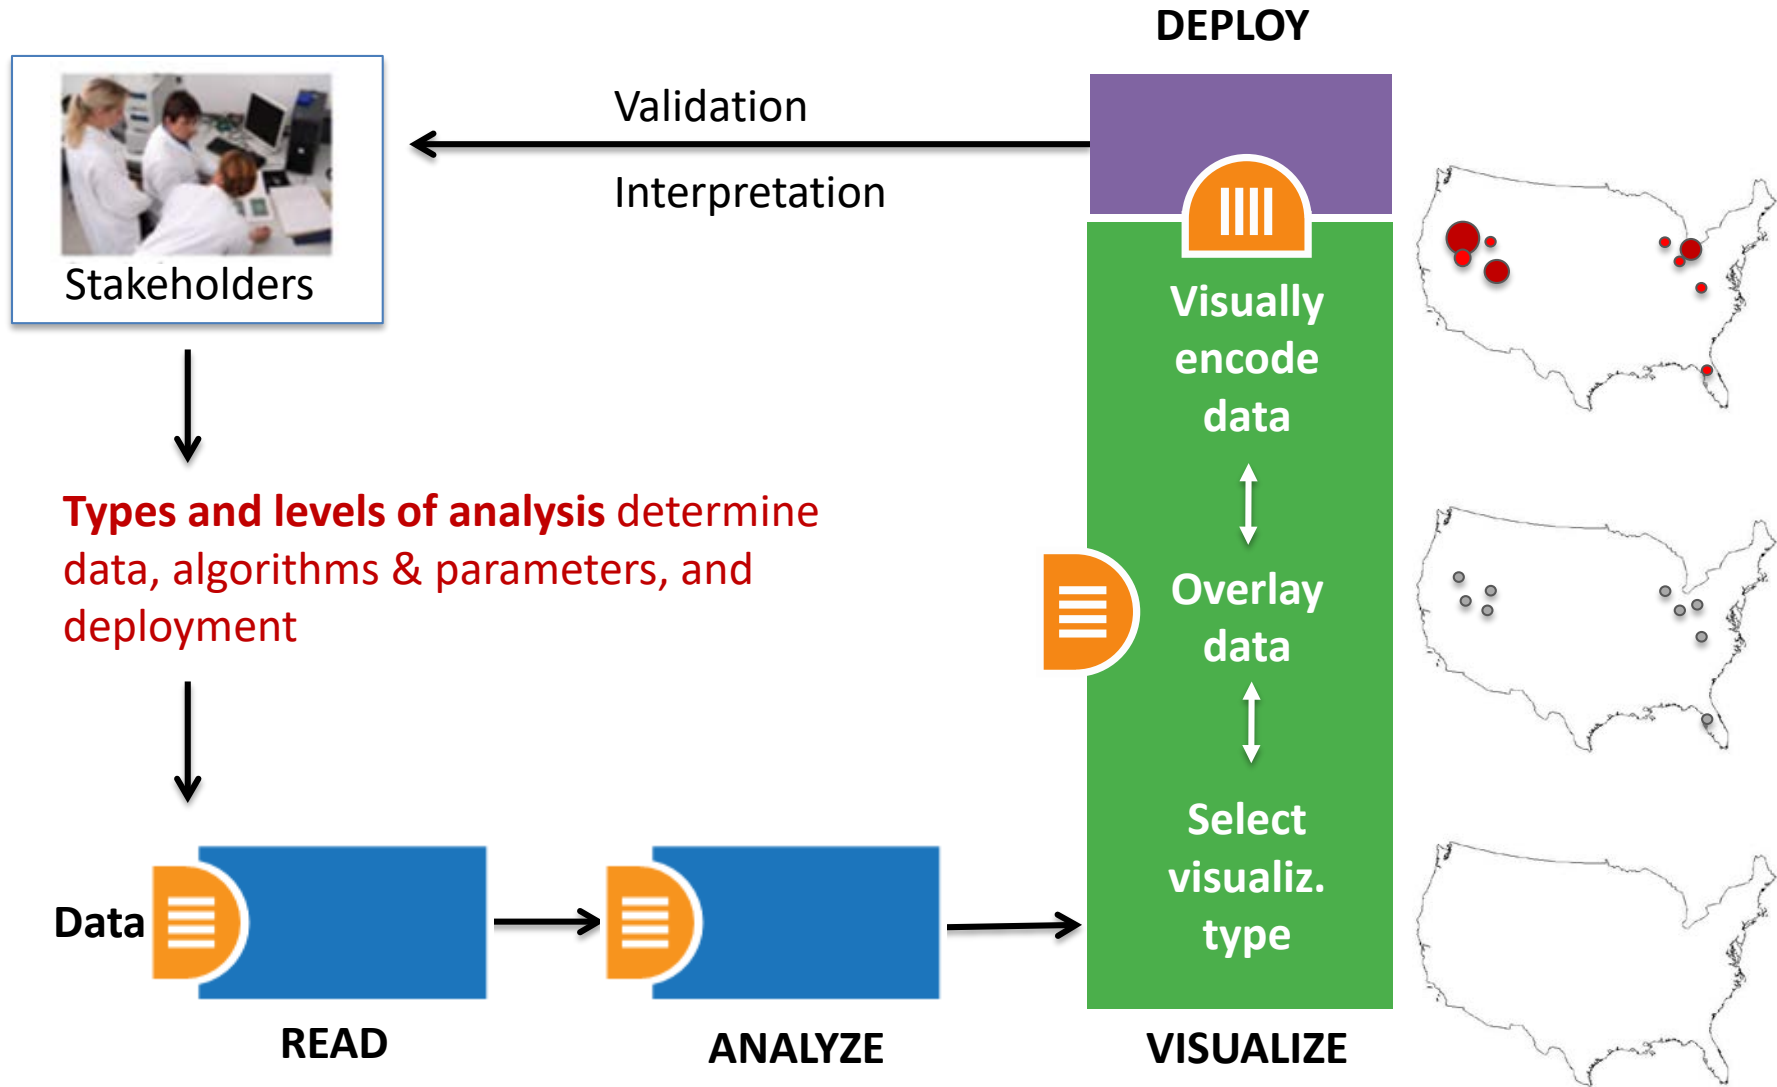 DEPLOY
Validation
Interpretation
Stakeholders
Types and levels of analysis determine
data, algorithms & parameters, and
deployment
Visually
encode
data
Overlay
data
Select
visualiz.
type
Data
READ
ANALYZE
VISUALIZE